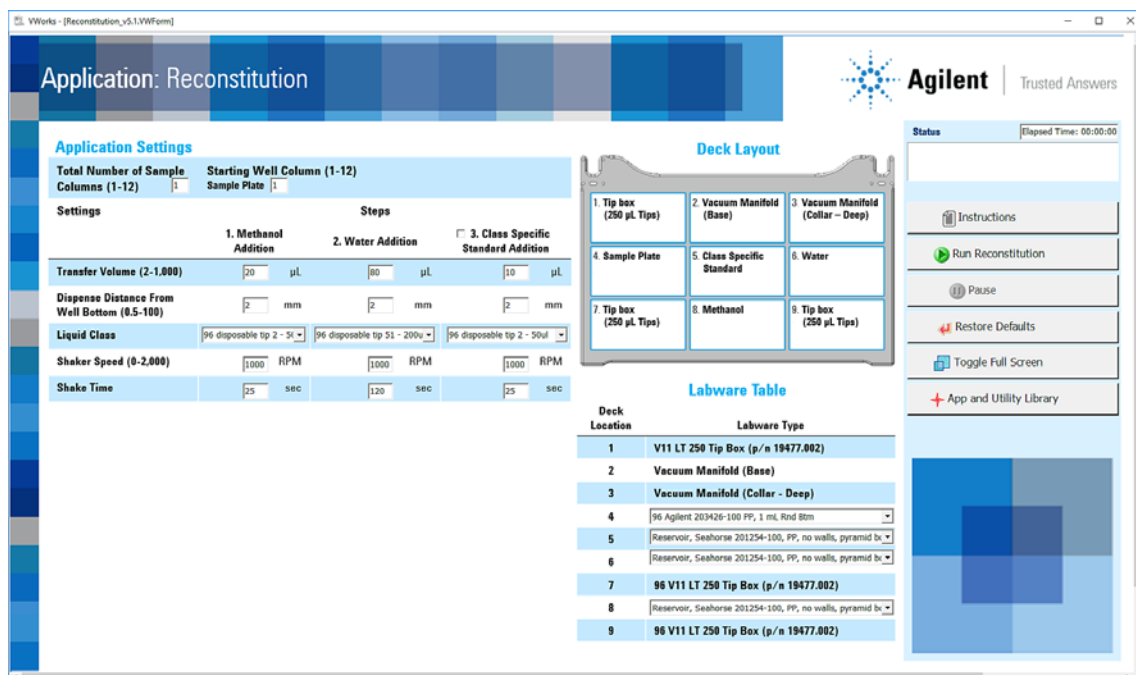 VWorks - [Reconstitution_v5.1.VWForm]
Application: Reconstitution
Agilent | Trusted Answers
Application Settings
Total Number of Sample Columns (1-12) 1
Starting Well Column (1-12)
Sample Plate 1
Settings
Steps
1. Methanol Addition
2. Water Addition
3. Class Specific Standard Addition
Transfer Volume (2-1,000) 20 µL 80 µL 10 µL
Dispense Distance From Well Bottom (0.5-100) 2 mm 2 mm 2 mm
Liquid Class 96 disposable tip 2 - 5( 96 disposable tip 51 - 200u 96 disposable tip 2 - 50ul
Shaker Speed (0-2,000) 1000 RPM 1000 RPM 1000 RPM
Shake Time 25 sec 120 sec 25 sec
Deck Layout
1. Tip box (250 µL Tips)
2. Vacuum Manifold (Base)
3. Vacuum Manifold (Collar – Deep)
4. Sample Plate
5. Class Specific Standard
6. Water
7. Tip box (250 µL Tips)
8. Methanol
9. Tip box (250 µL Tips)
Labware Table
Deck Location
Labware Type
1 V11 LT 250 Tip Box (p/n 19477.002)
2 Vacuum Manifold (Base)
3 Vacuum Manifold (Collar - Deep)
4 96 Agilent 203426-100 PP, 1 mL Rnd Btm
5 Reservoir, Seahorse 201254-100, PP, no walls, pyramid bo
6 Reservoir, Seahorse 201254-100, PP, no walls, pyramid bo
7 96 V11 LT 250 Tip Box (p/n 19477.002)
8 Reservoir, Seahorse 201254-100, PP, no walls, pyramid bo
9 96 V11 LT 250 Tip Box (p/n 19477.002)
Status
Elapsed Time: 00:00:00
Instructions
Run Reconstitution
Pause
Restore Defaults
Toggle Full Screen
App and Utility Library